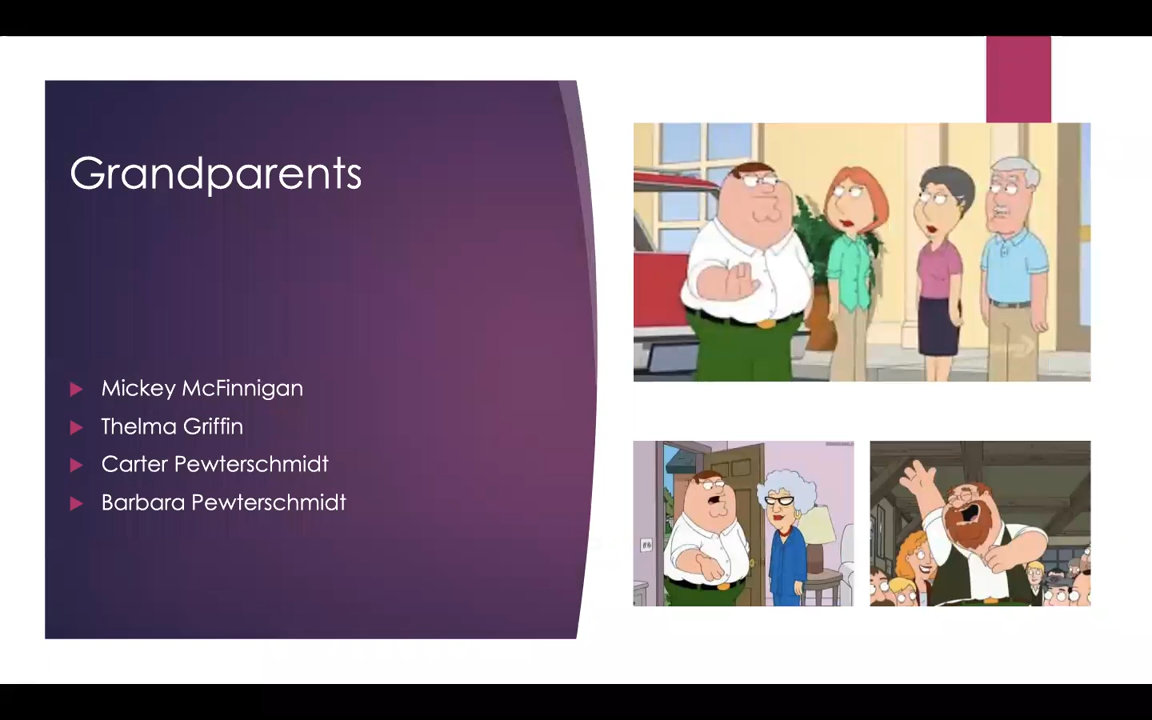 Grandparents
Mickey McFinnigan
Thelma Griffin
Carter Pewterschmidt
Barbara Pewterschmidt